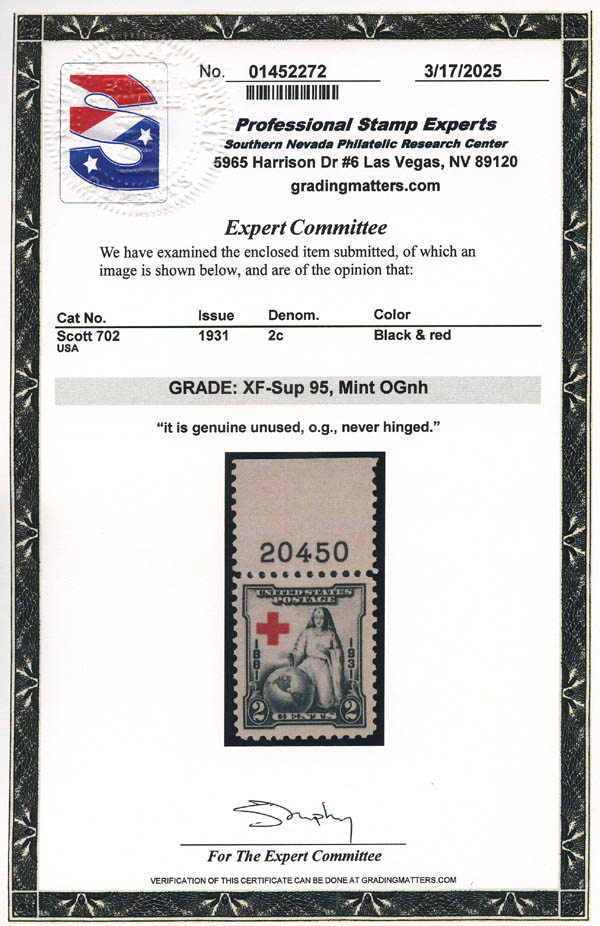 No. 01452272 3/17/2025
Professional Stamp Experts
Southern Nevada Philatelic Research Center
5965 Harrison Dr #6 Las Vegas, NV 89120
gradingmatters.com
Expert Committee
We have examined the enclosed item submitted, of which an
image is shown below, and are of the opinion that:
Cat No. Issue Denom. Color
Scott 702 1931 2c Black & red
USA
GRADE: XF-Sup 95, Mint OGnh
“it is genuine unused, o.g., never hinged.”
20450
UNITED STATES
POSTAGE
1881 1931
2 CENTS 2
For The Expert Committee
VERIFICATION OF THIS CERTIFICATE CAN BE DONE AT GRADINGMATTERS.COM